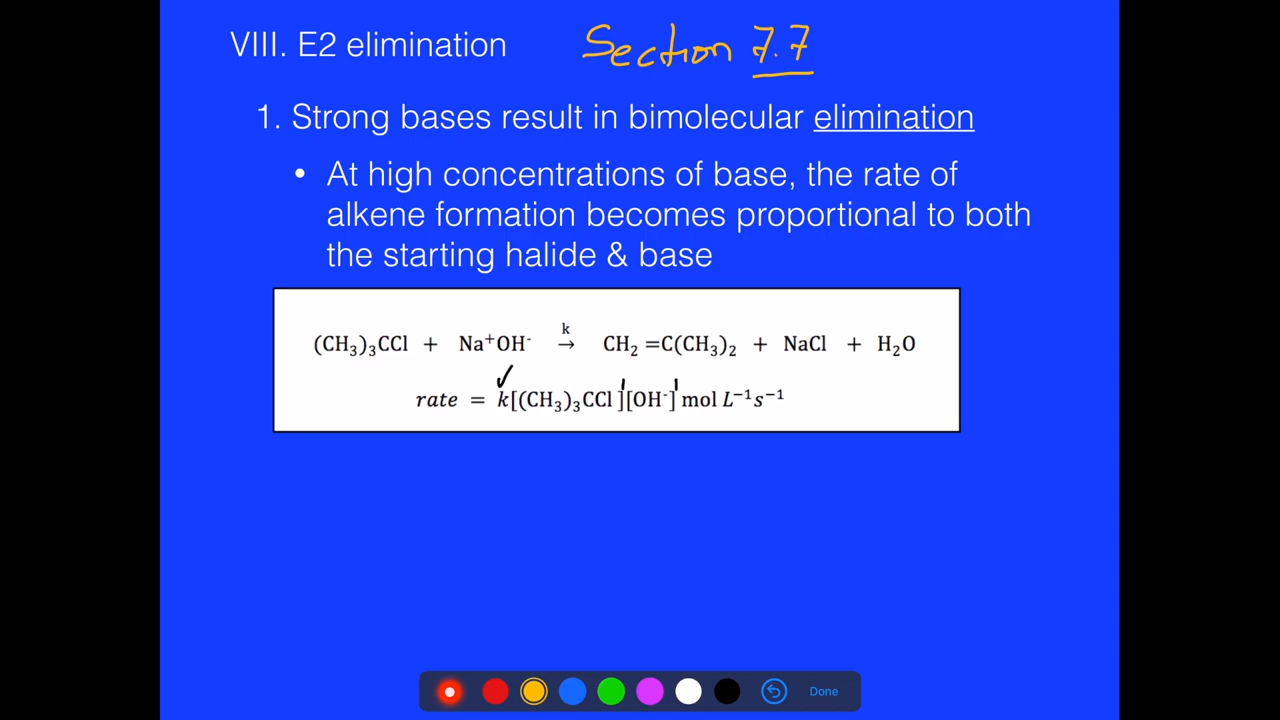 VIII. E2 elimination Section 7.7
1. Strong bases result in bimolecular elimination
• At high concentrations of base, the rate of
alkene formation becomes proportional to both
the starting halide & base
k
(CH₃)₃CCl + Na⁺OH⁻ → CH₂ =C(CH₃)₂ + NaCl + H₂O
✓
rate = k[(CH₃)₃CCl ]¹[OH⁻]¹ mol L⁻¹s⁻¹
Done